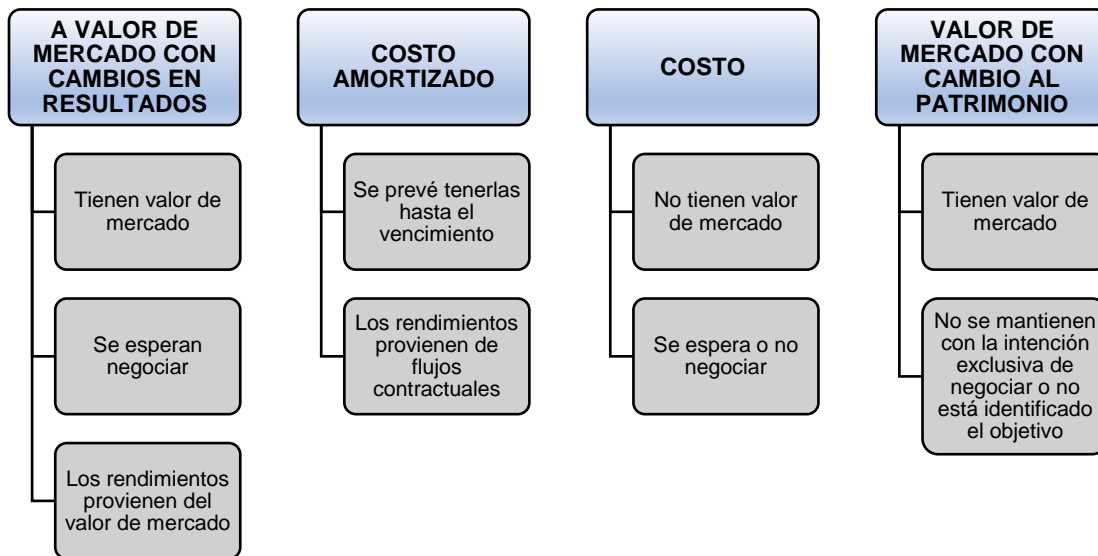 A VALOR DE
MERCADO CON
CAMBIOS EN
RESULTADOS
Tienen valor de
mercado
Se esperan
negociar
Los rendimientos
provienen del
valor de mercado
COSTO
AMORTIZADO
Se prevé tenerlas
hasta el
vencimiento
Los rendimientos
provienen de
flujos
contractuales
COSTO
No tienen valor
de mercado
Se espera o no
negociar
VALOR DE
MERCADO CON
CAMBIO AL
PATRIMONIO
Tienen valor de
mercado
No se mantienen
con la intención
exclusiva de
negociar o no
está identificado
el objetivo